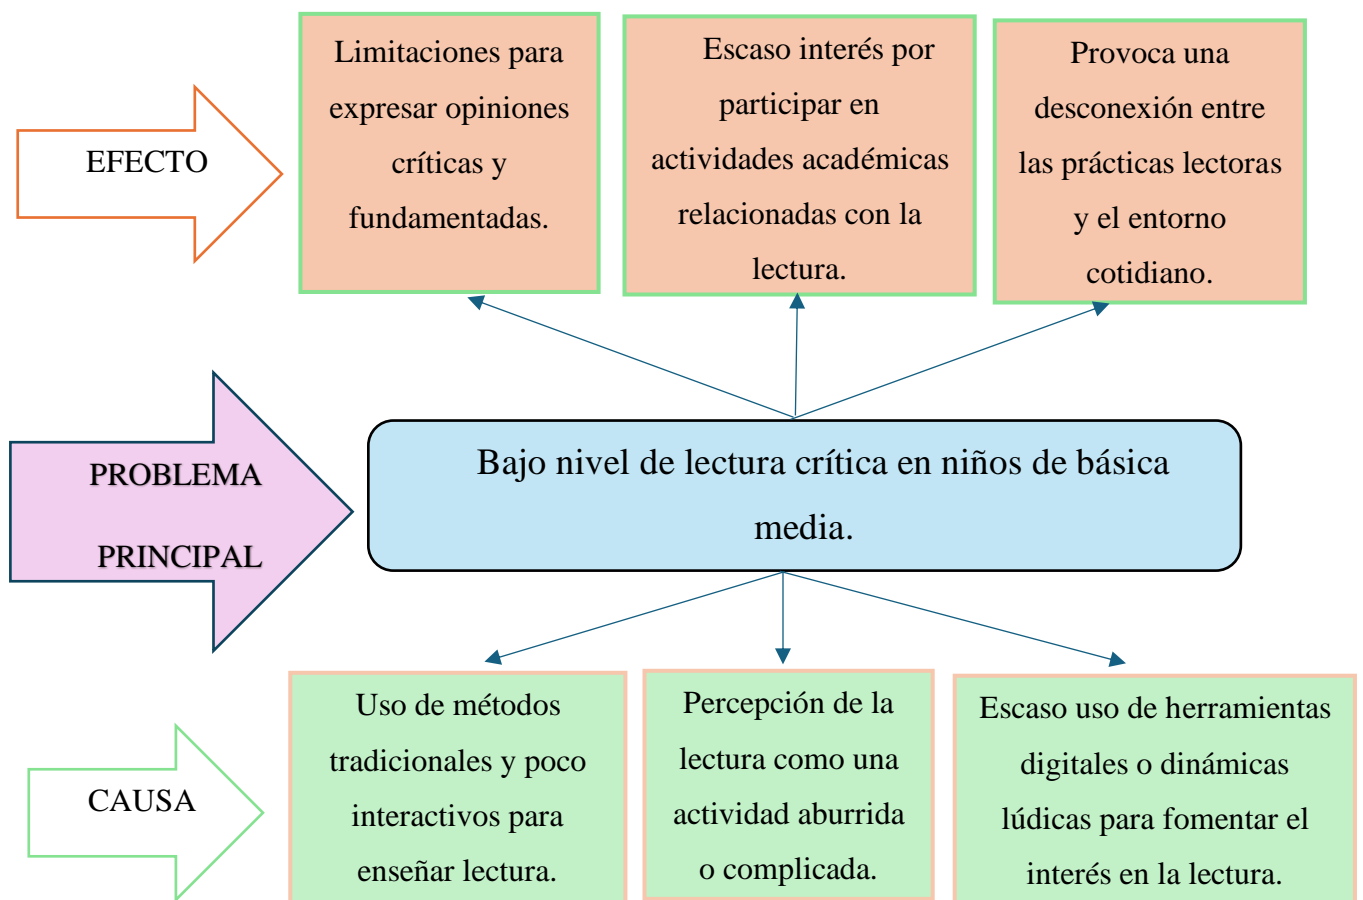 EFECTO
Limitaciones para
expresar opiniones
críticas y
fundamentadas.
Escaso interés por
participar en
actividades académicas
relacionadas con la
lectura.
Provoca una
desconexión entre
las prácticas lectoras
y el entorno
cotidiano.
PROBLEMA
PRINCIPAL
Bajo nivel de lectura crítica en niños de básica
media.
CAUSA
Uso de métodos
tradicionales y poco
interactivos para
enseñar lectura.
Percepción de la
lectura como una
actividad aburrida
o complicada.
Escaso uso de herramientas
digitales o dinámicas
lúdicas para fomentar el
interés en la lectura.